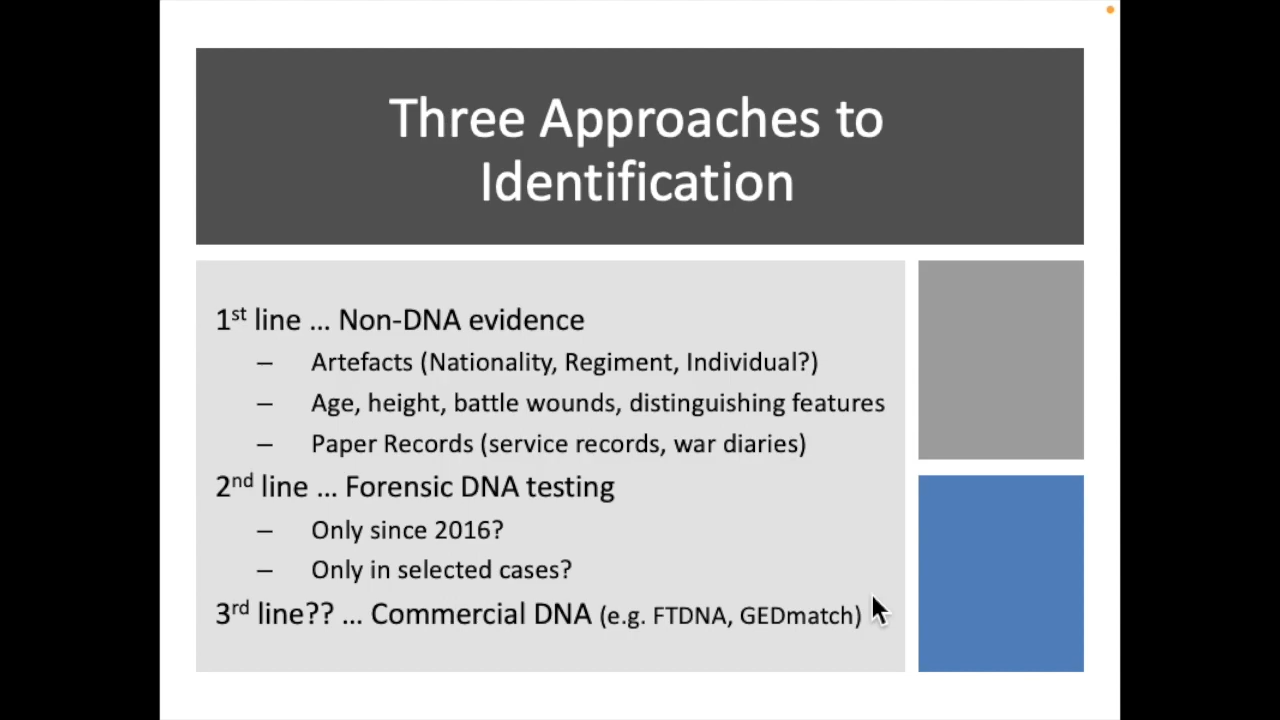 Three Approaches to
Identification
1st line ... Non-DNA evidence
– Artefacts (Nationality, Regiment, Individual?)
– Age, height, battle wounds, distinguishing features
– Paper Records (service records, war diaries)
2nd line ... Forensic DNA testing
– Only since 2016?
– Only in selected cases?
3rd line?? ... Commercial DNA (e.g. FTDNA, GEDmatch)